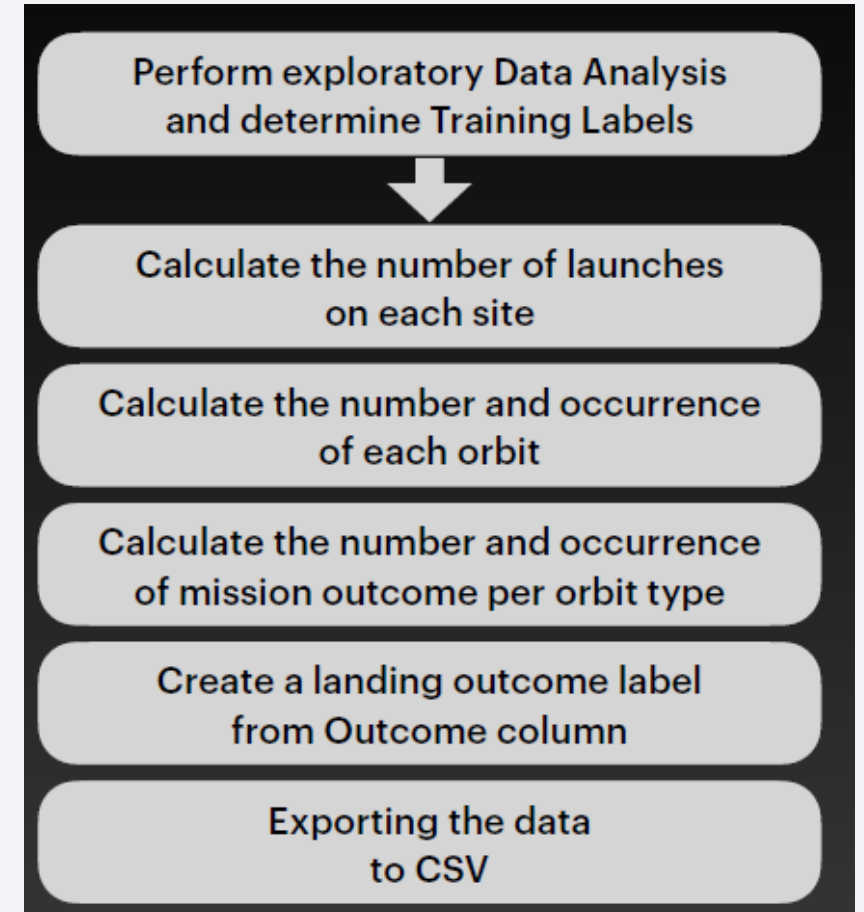 Perform exploratory Data Analysis
and determine Training Labels
Calculate the number of launches
on each site
Calculate the number and occurrence
of each orbit
Calculate the number and occurrence
of mission outcome per orbit type
Create a landing outcome label
from Outcome column
Exporting the data
to CSV